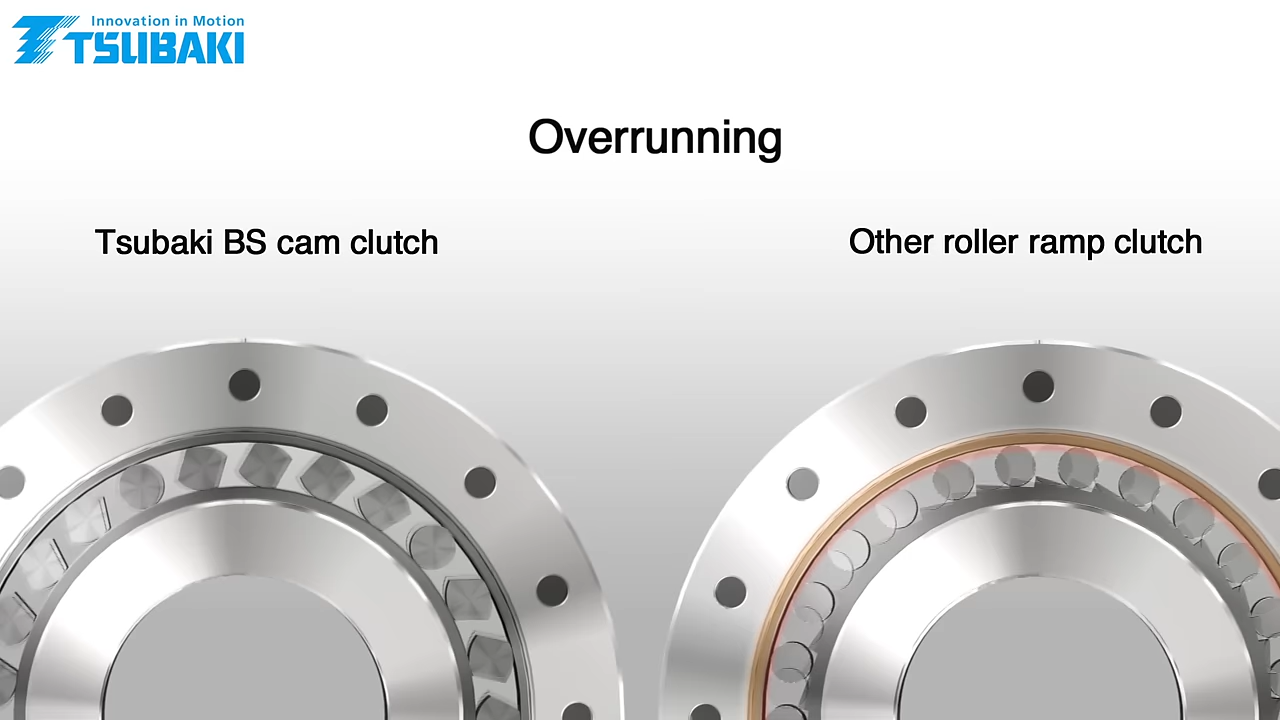 Innovation in Motion
TSUBAKI
Overrunning
Tsubaki BS cam clutch
Other roller ramp clutch